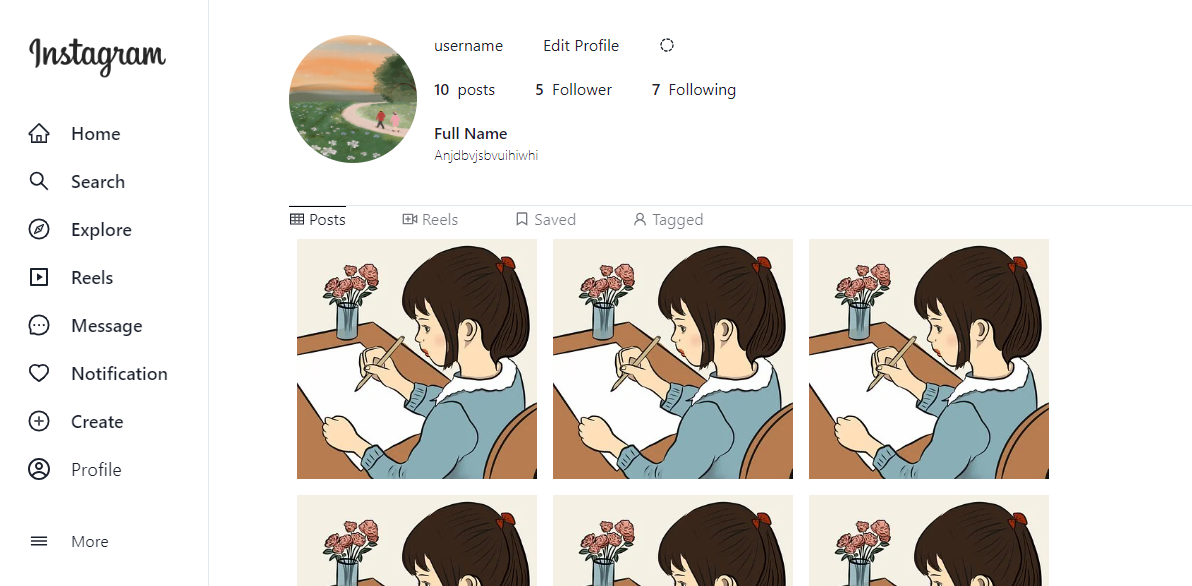 Instagram
Home
Search
Explore
Reels
Message
Notification
Create
Profile
More
username Edit Profile
10 posts 5 Follower 7 Following
Full Name
Anjdbvjsbvuihiwhi
Posts Reels Saved Tagged